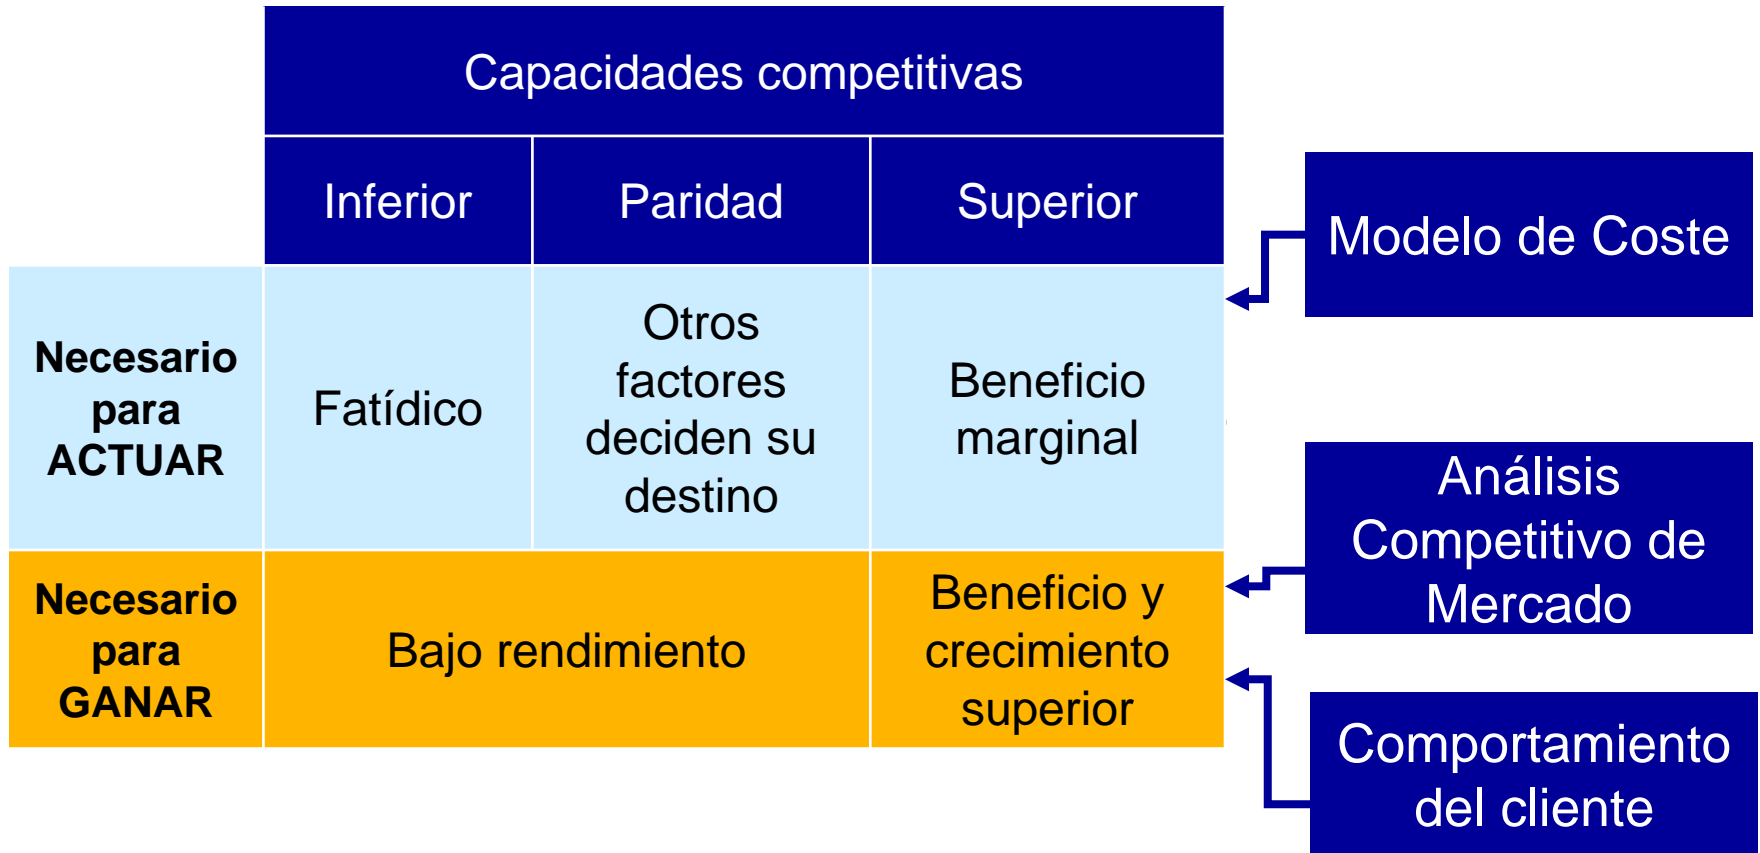 Capacidades competitivas
Inferior
Paridad
Superior
Modelo de Coste
Necesario
para
ACTUAR
Fatídico
Otros
factores
deciden su
destino
Beneficio
marginal
Análisis
Competitivo de
Mercado
Necesario
para
GANAR
Bajo rendimiento
Beneficio y
crecimiento
superior
Comportamiento
del cliente